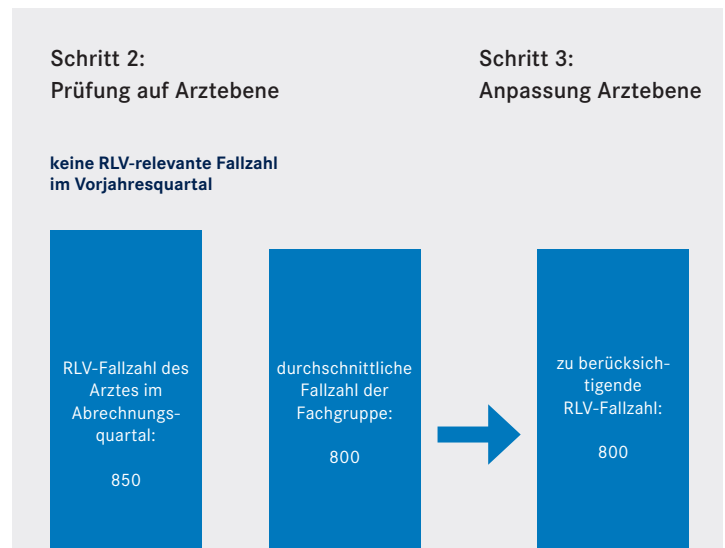 Schritt 2:
Prüfung auf Arztebene
Schritt 3:
Anpassung Arztebene
keine RLV-relevante Fallzahl
im Vorjahresquartal
RLV-Fallzahl des
Arztes im
Abrechnungs-
quartal:
850
durchschnittliche
Fallzahl der
Fachgruppe:
800
zu berücksich-
tigende
RLV-Fallzahl:
800